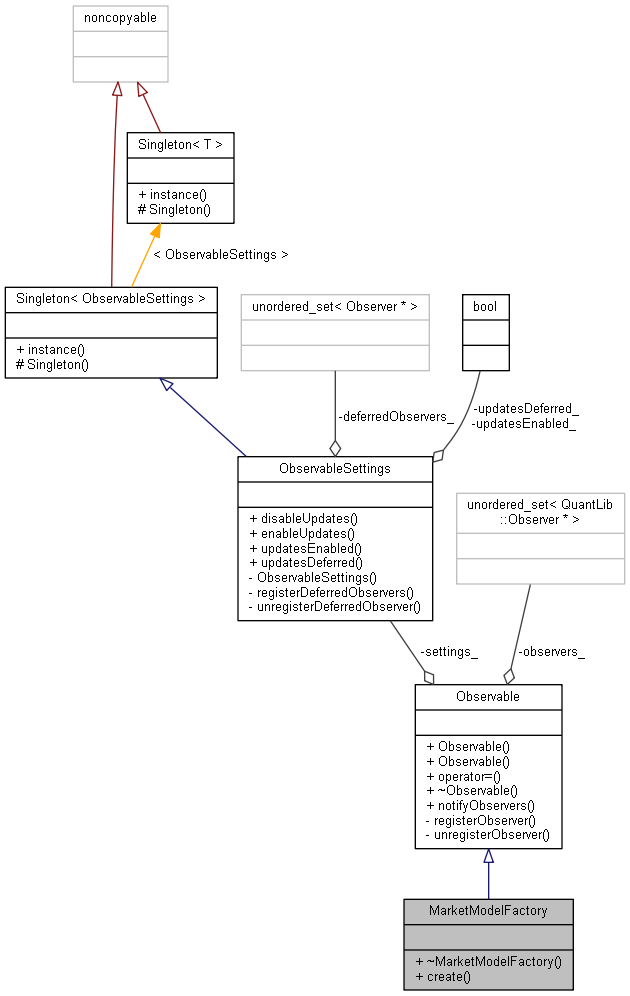 noncopyable
Singleton< T >
+ instance()
# Singleton()
< ObservableSettings >
Singleton< ObservableSettings >
+ instance()
# Singleton()
unordered_set< Observer * >
bool
-deferredObservers_
-updatesDeferred_
-updatesEnabled_
ObservableSettings
+ disableUpdates()
+ enableUpdates()
+ updatesEnabled()
+ updatesDeferred()
- ObservableSettings()
- registerDeferredObservers()
- unregisterDeferredObserver()
unordered_set< QuantLib
::Observer * >
-settings_
-observers_
Observable
+ Observable()
+ Observable()
+ operator=()
+ ~Observable()
+ notifyObservers()
- registerObserver()
- unregisterObserver()
MarketModelFactory
+ ~MarketModelFactory()
+ create()